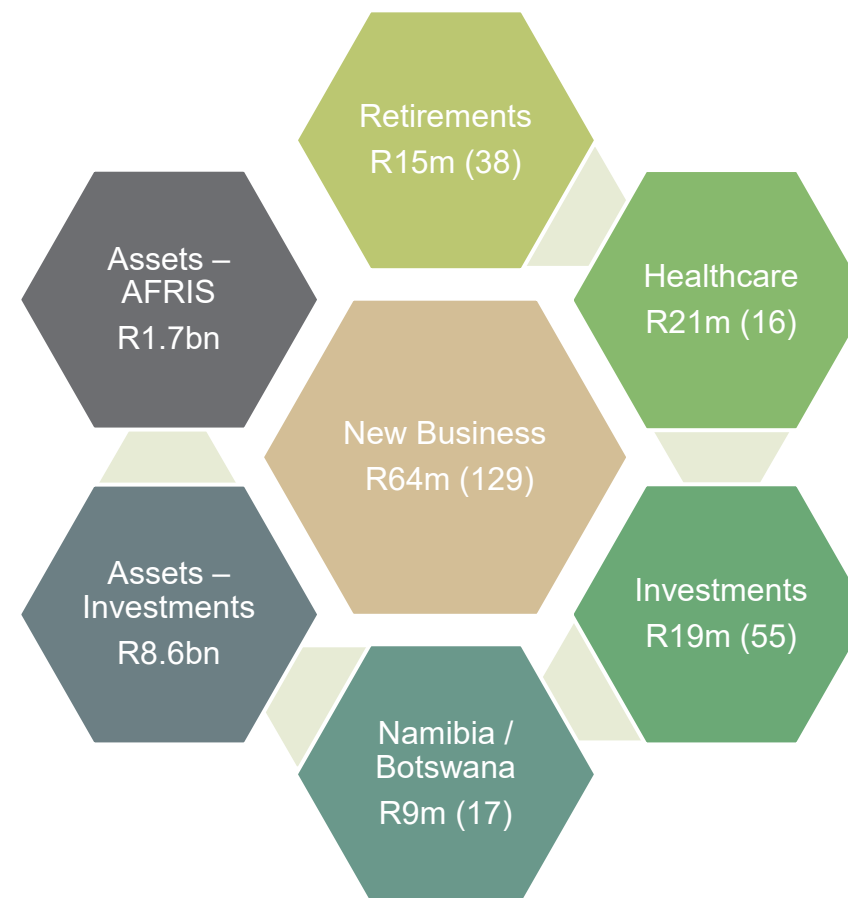 Retirements
R15m (38)
Healthcare
R21m (16)
Investments
R19m (55)
Namibia /
Botswana
R9m (17)
Assets –
Investments
R8.6bn
Assets –
AFRIS
R1.7bn
New Business
R64m (129)